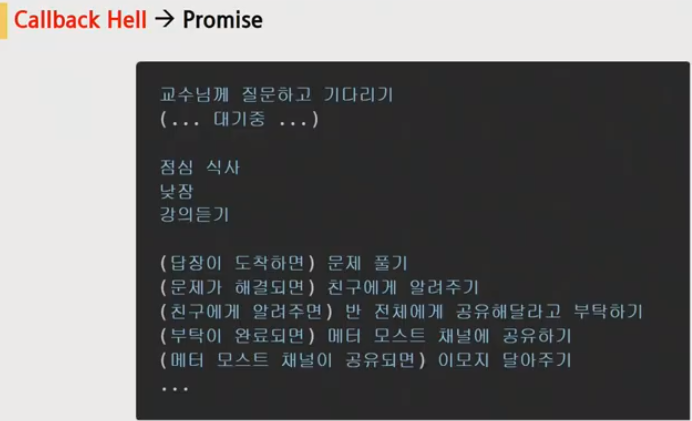 Callback Hell → Promise
교수님께 질문하고 기다리기
(... 대기중 ...)
점심 식사
낮잠
강의듣기
(답장이 도착하면) 문제 풀기
(문제가 해결되면) 친구에게 알려주기
(친구에게 알려주면) 반 전체에게 공유해달라고 부탁하기
(부탁이 완료되면) 메터 모스트 채널에 공유하기
(메터 모스트 채널이 공유되면) 이모지 달아주기
...